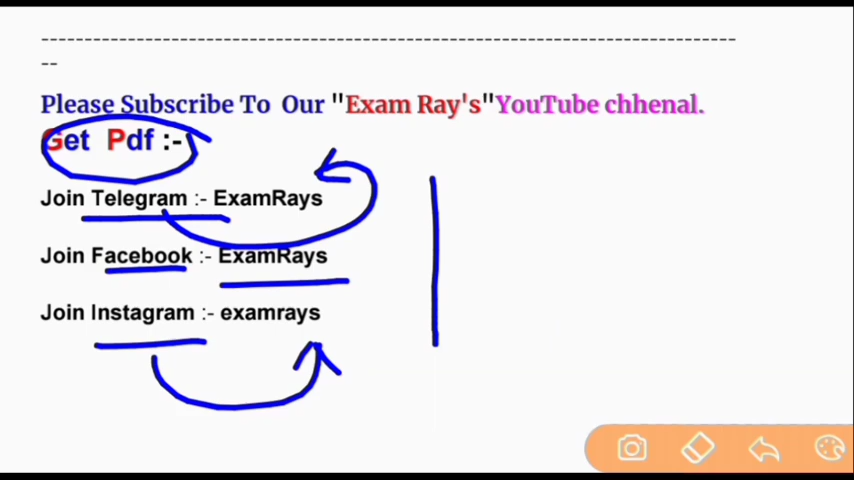 Please Subscribe To Our "Exam Ray's"YouTube chhenal.
Get Pdf :-
Join Telegram :- ExamRays
Join Facebook :- ExamRays
Join Instagram :- examrays